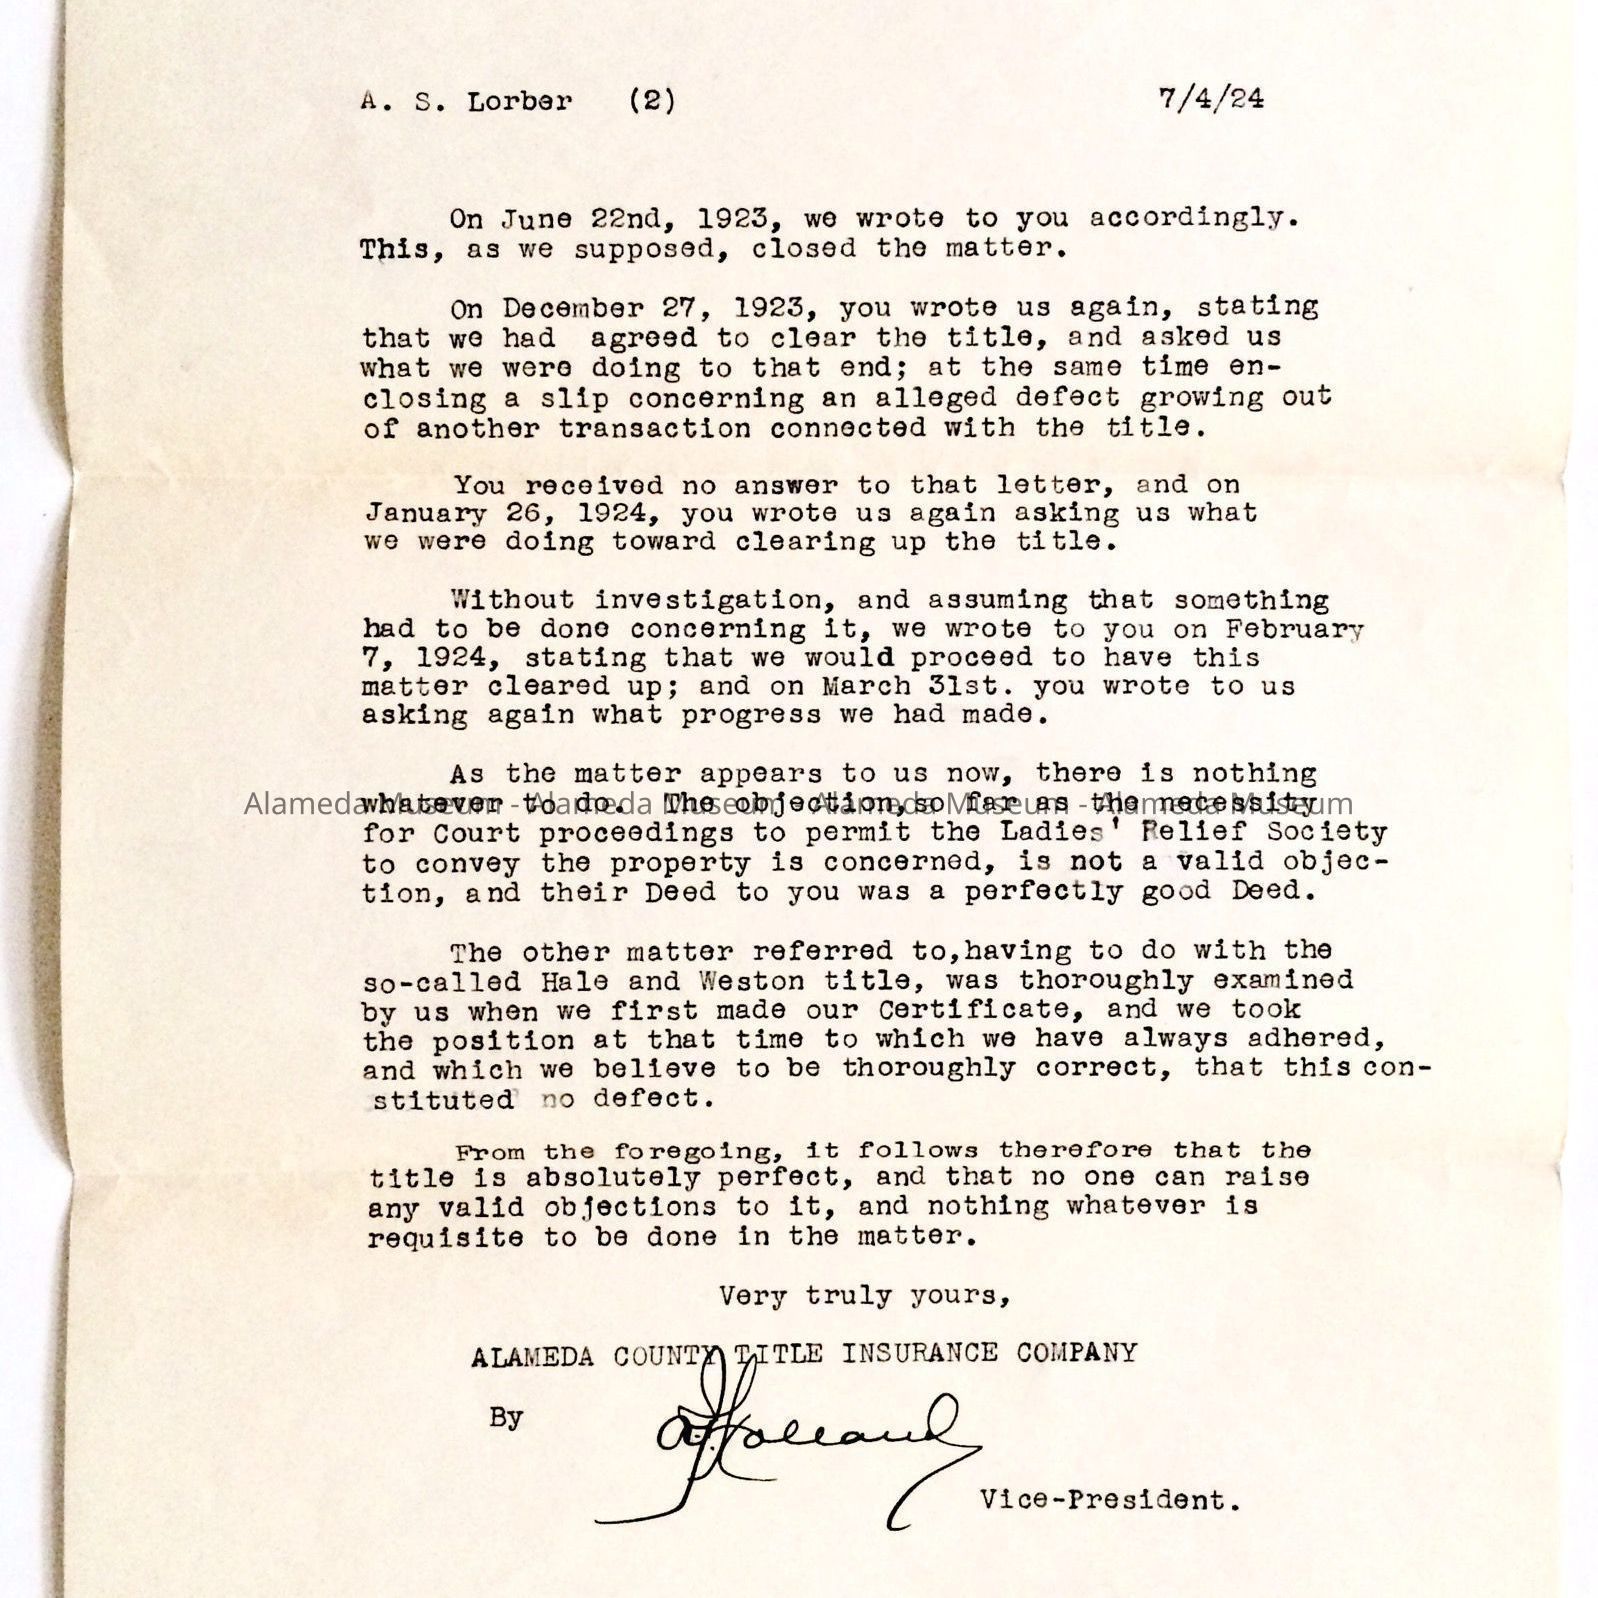 A. S. Lorber (2) 7/4/24
On June 22nd, 1923, we wrote to you accordingly.
This, as we supposed, closed the matter.
On December 27, 1923, you wrote us again, stating
that we had agreed to clear the title, and asked us
what we were doing to that end; at the same time en-
closing a slip concerning an alleged defect growing out
of another transaction connected with the title.
You received no answer to that letter, and on
January 26, 1924, you wrote us again asking us what
we were doing toward clearing up the title.
Without investigation, and assuming that something
had to be done concerning it, we wrote to you on February
7, 1924, stating that we would proceed to have this
matter cleared up; and on March 31st. you wrote to us
asking again what progress we had made.
As the matter appears to us now, there is nothing
whatever to do. The objection, so far as the necessity
Alameda Museum - Alameda Museum - Alameda Museum - Alameda Museum
for Court proceedings to permit the Ladies' Relief Society
to convey the property is concerned, is not a valid objec-
tion, and their Deed to you was a perfectly good Deed.
The other matter referred to,having to do with the
so-called Hale and Weston title, was thoroughly examined
by us when we first made our Certificate, and we took
the position at that time to which we have always adhered,
and which we believe to be thoroughly correct, that this con-
stituted no defect.
From the foregoing, it follows therefore that the
title is absolutely perfect, and that no one can raise
any valid objections to it, and nothing whatever is
requisite to be done in the matter.
Very truly yours,
ALAMEDA COUNTY TITLE INSURANCE COMPANY
By Holland
Vice-President.